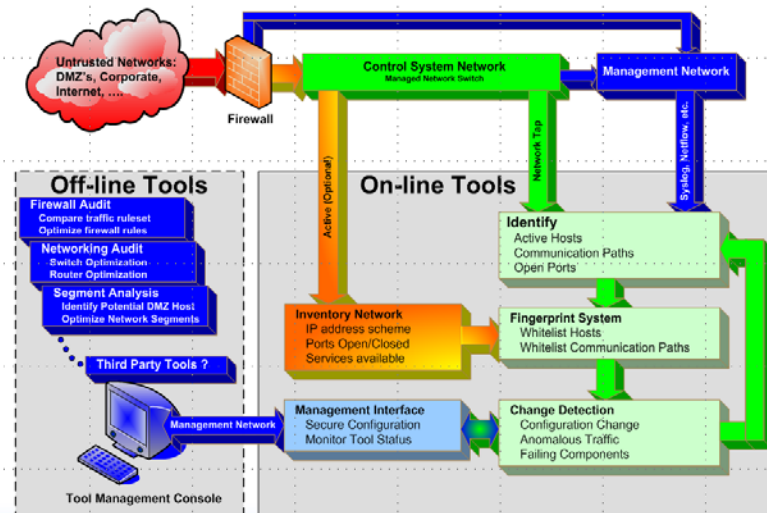 Untrusted Networks:
DMZ's, Corporate,
Internet, ....
Firewall
Control System Network
Managed Network Switch
Management Network
Active (Optional)
Network Tap
Syslog, Netflow, etc.
Off-line Tools
Firewall Audit
Compare traffic ruleset
Optimize firewall rules
Networking Audit
Switch Optimization
Router Optimization
Segment Analysis
Identify Potential DMZ Host
Optimize Network Segments
Third Party Tools ?
Tool Management Console
Management Network
On-line Tools
Identify
Active Hosts
Communication Paths
Open Ports
Inventory Network
IP address scheme
Ports Open/Closed
Services available
Fingerprint System
Whitelist Hosts
Whitelist Communication Paths
Management Interface
Secure Configuration
Monitor Tool Status
Change Detection
Configuration Change
Anomalous Traffic
Failing Components